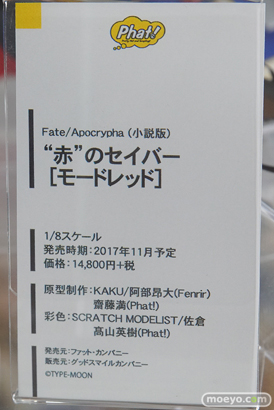 Phat!
Fate/Apocrypha (小説版)
“赤”のセイバー
[モードレッド]
1/8スケール
発売時期：2017年11月予定
価格：14,800円+税
原型制作：KAKU/阿部昂大(Fenrir)
齋藤満(Phat!)
彩色：SCRATCH MODELIST/佐倉
高山英樹(Phat!)
発売元：ファット・カンパニー
販売元：グッドスマイルカンパニー
©TYPE-MOON
moeyo.com